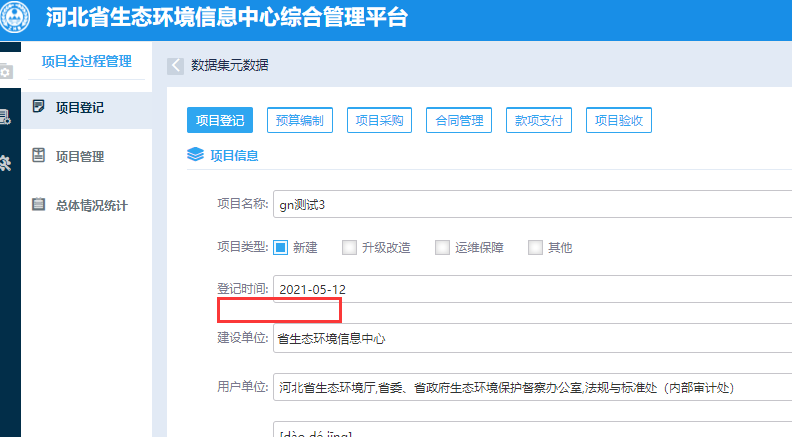 河北省生态环境信息中心综合管理平台
项目全过程管理
数据集元数据
项目登记
项目登记 预算编制 项目采购 合同管理 款项支付 项目验收
项目管理
项目信息
总体情况统计
项目名称: gn测试3
项目类型: 新建 升级改造 运维保障 其他
登记时间: 2021-05-12
建设单位: 省生态环境信息中心
用户单位: 河北省生态环境厅,省委、省政府生态环境保护督察办公室,法规与标准处（内部审计处）